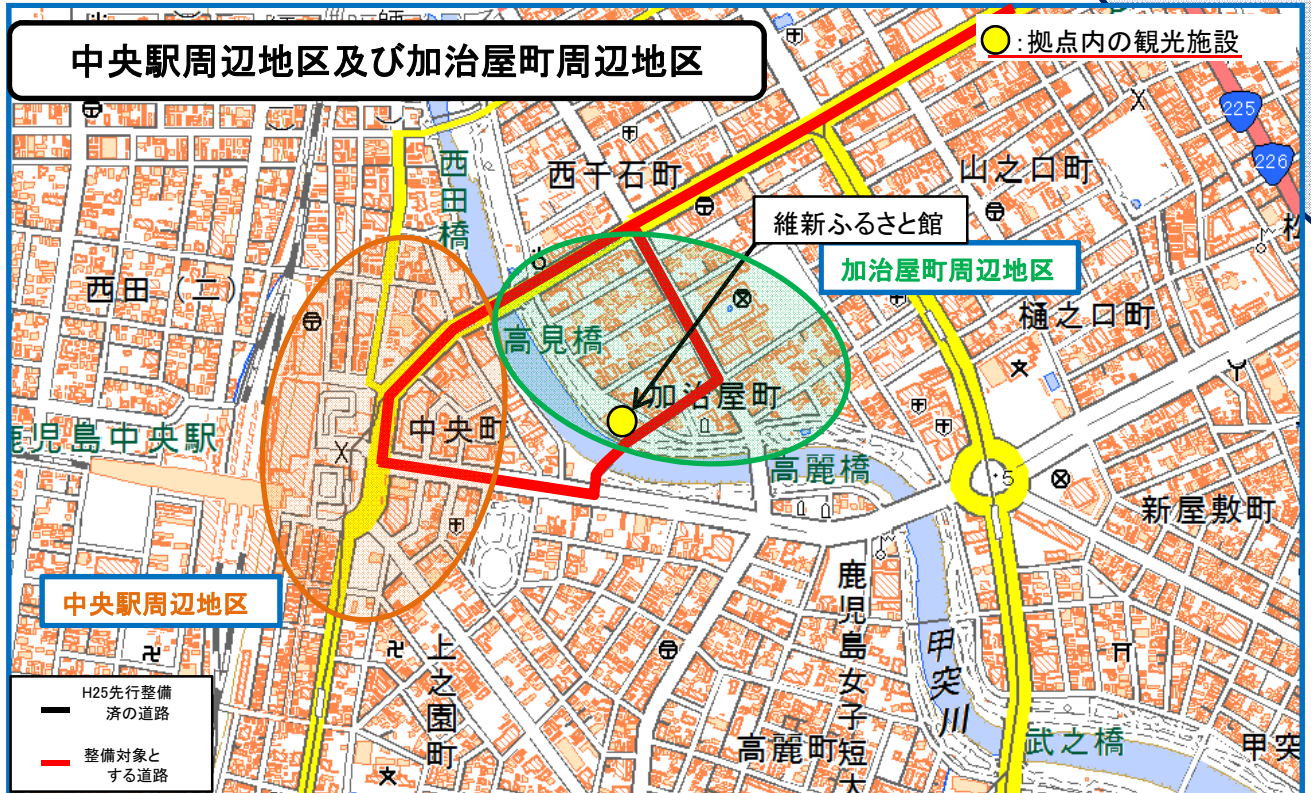 中央駅周辺地区及び加治屋町周辺地区
:拠点内の観光施設
225
226
西田橋
西千石町
山之口町
維新ふるさと館
加治屋町周辺地区
西田（二）
樋之口町
高見橋
加治屋町
中央町
鹿児島中央駅
高麗橋
5
新屋敷町
中央駅周辺地区
鹿児島女子短大
甲突川
上之園町
高麗町
武之橋
甲突
H25先行整備
済の道路
整備対象と
する道路